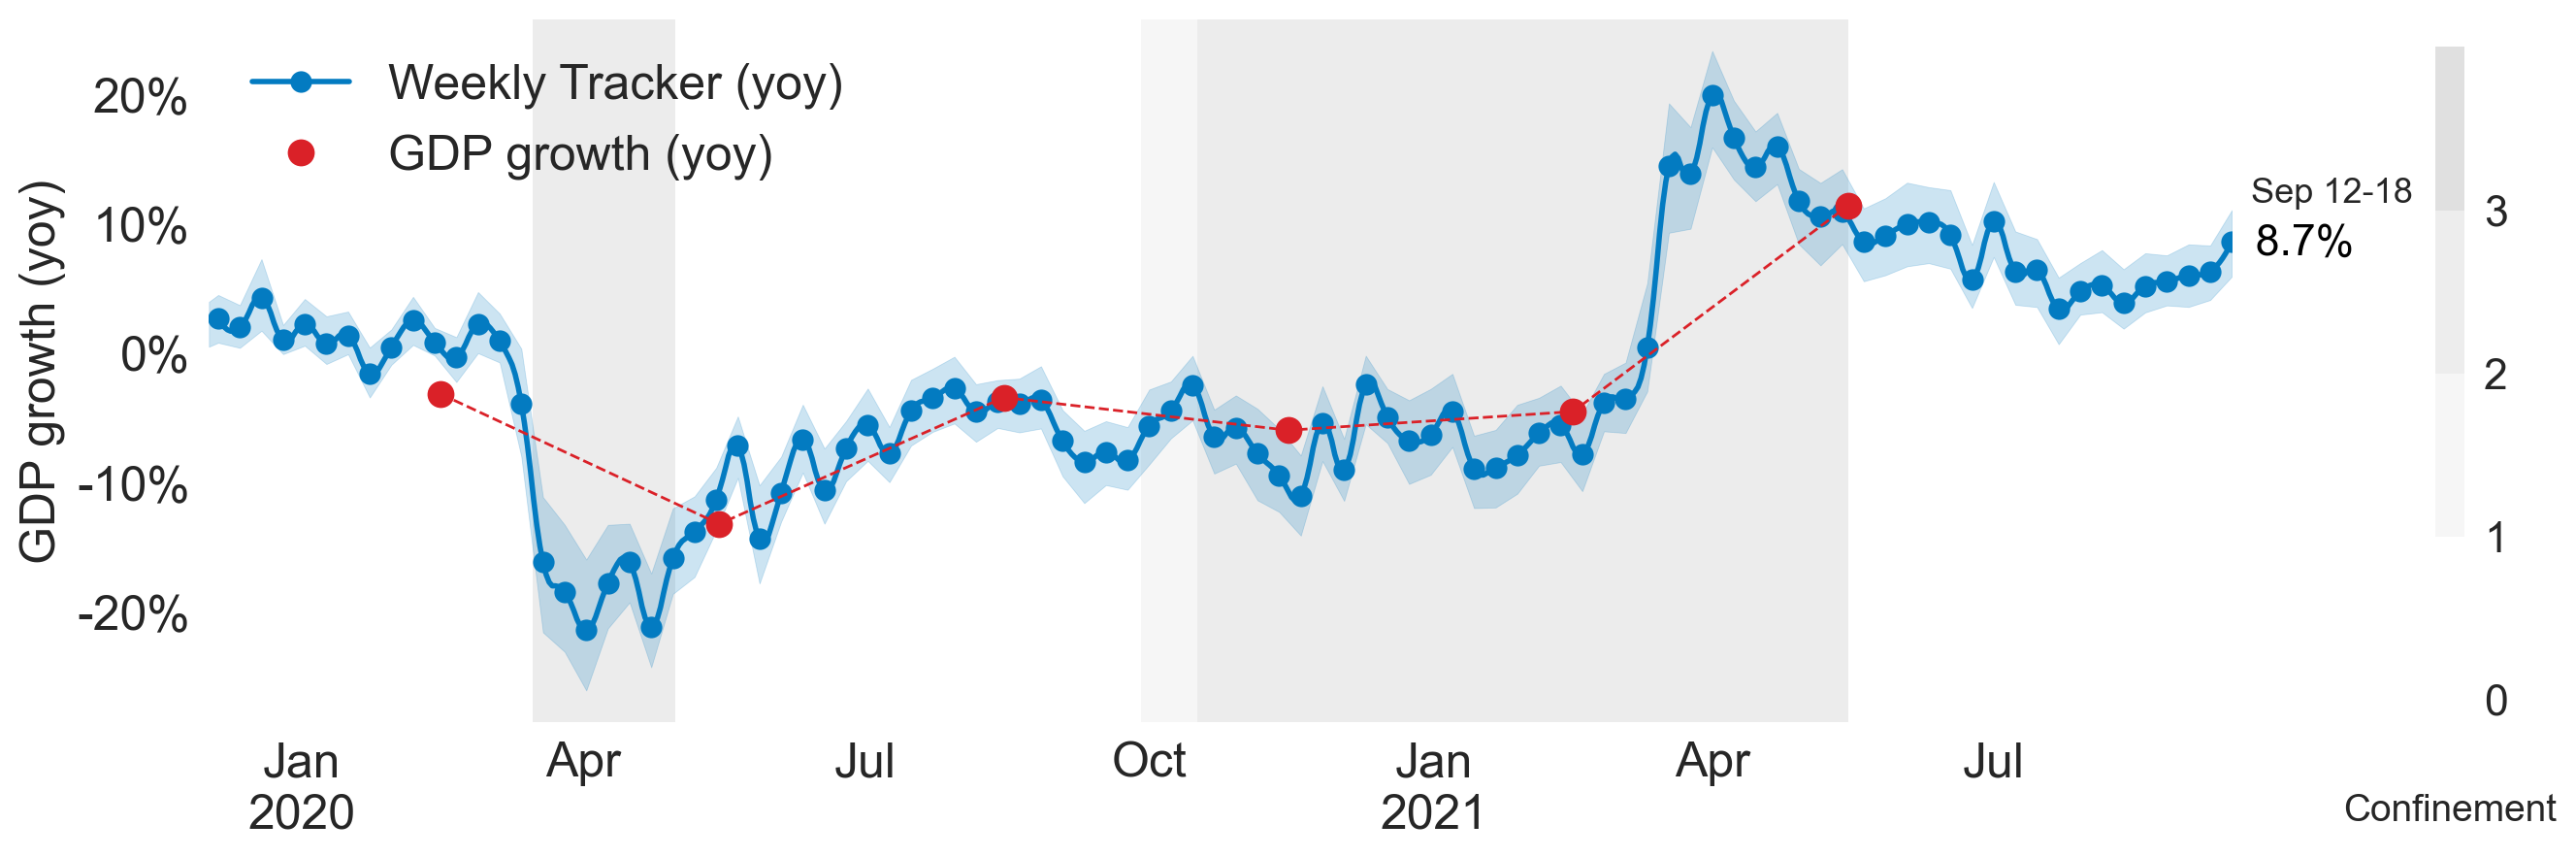 Weekly Tracker (yoy)
GDP growth (yoy)
GDP growth (yoy)
20%
10%
0%
-10%
-20%
Jan
2020
Apr
Jul
Oct
Jan
2021
Apr
Jul
Sep 12-18
8.7%
3
2
1
0
Confinement